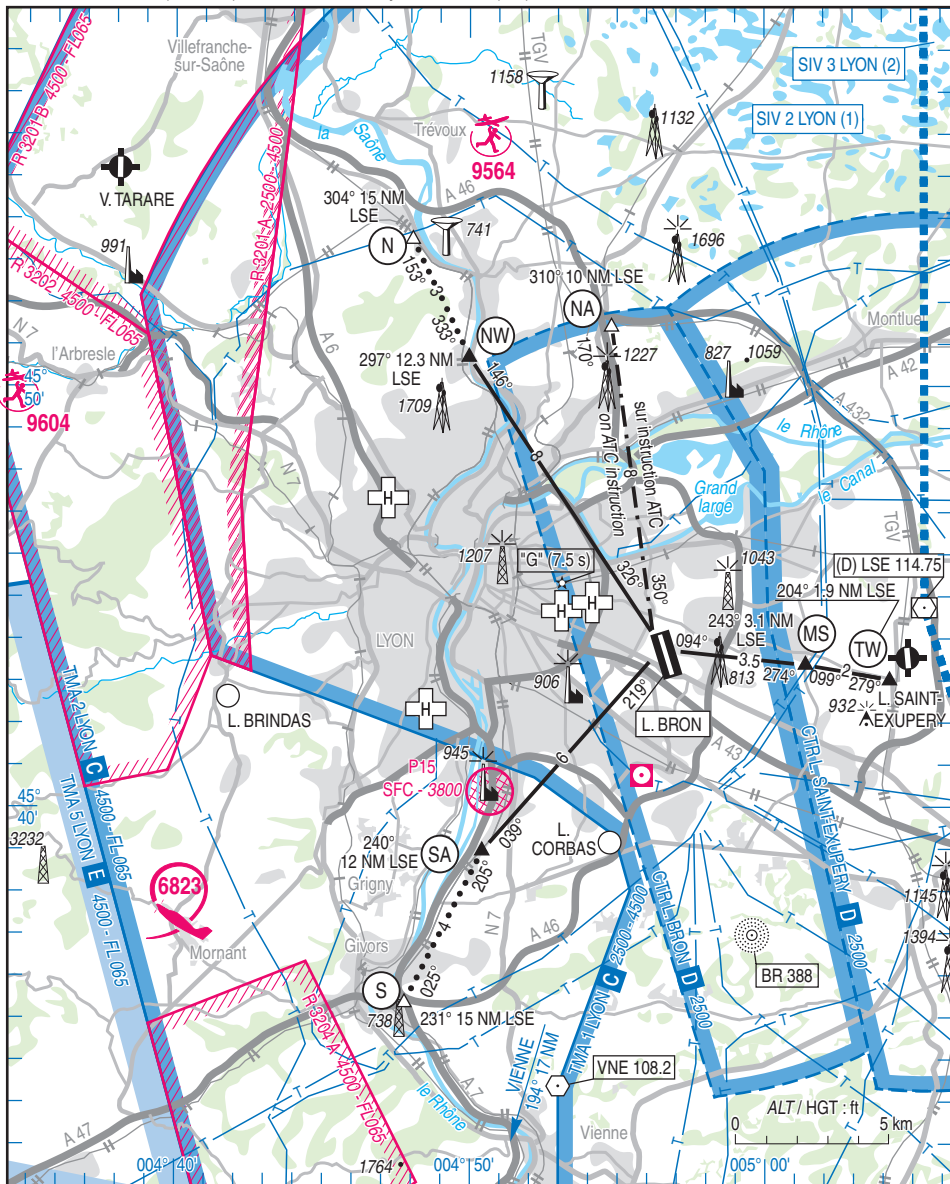 Villefranche-
sur-Saône
TGV
1158
SIV 3 LYON (2)
R 3201 B 4500 - FL065
la
Saône
Trévoux
1132
SIV 2 LYON (1)
9564
V. TARARE
R 3201 A 2500 - 4500
A 46
304° 15 NM
LSE
741
N
991
1696
R 3202 4500 - FL065
153°
3
333°
310° 10 NM LSE
NA
N 7
A 6
NW
Montluel
l'Arbresle
297° 12.3 NM
LSE
146°
170°
1227
827
1059
A 42
45°
50'
9604
1709
A 432
le Rhône
N 7
8
sur instruction ATC
on ATC instruction
8
Grand
large
le Canal
TGV
1207
"G" (7.5 s)
1043
(D) LSE 114.75
326°
350°
204° 1.9 NM LSE
243° 3.1 NM
LSE
LYON
MS
TW
094°
3.5
274°
099°
2
279°
906
219°
813
932
L. SAINT-
EXUPERY
L. BRINDAS
L. BRON
TMA 2 LYON C 4500 - FL 065
TMA 5 LYON E 4500 - FL 065
945
6
A 43
P15
SFC - 3800
CTR L. SAINT-EXUPERY D 2500
45°
40'
3232
240°
12 NM LSE
SA
039°
L.
CORBAS
205°
Grigny
6823
4
N 7
A 46
1145
Mornant
Givors
CTR L. BRON D 2500
1394
BR 388
S
025°
738
231° 15 NM LSE
R 3204 A 4500 - FL065
TMA 1 LYON C 2500-4500
VIENNE
194° 17 NM
VNE 108.2
le Rhône
A 7
ALT / HGT : ft
0
5 km
A 47
Vienne
1764
004° 40'
004° 50'
005° 00'
H
H
H
H
T